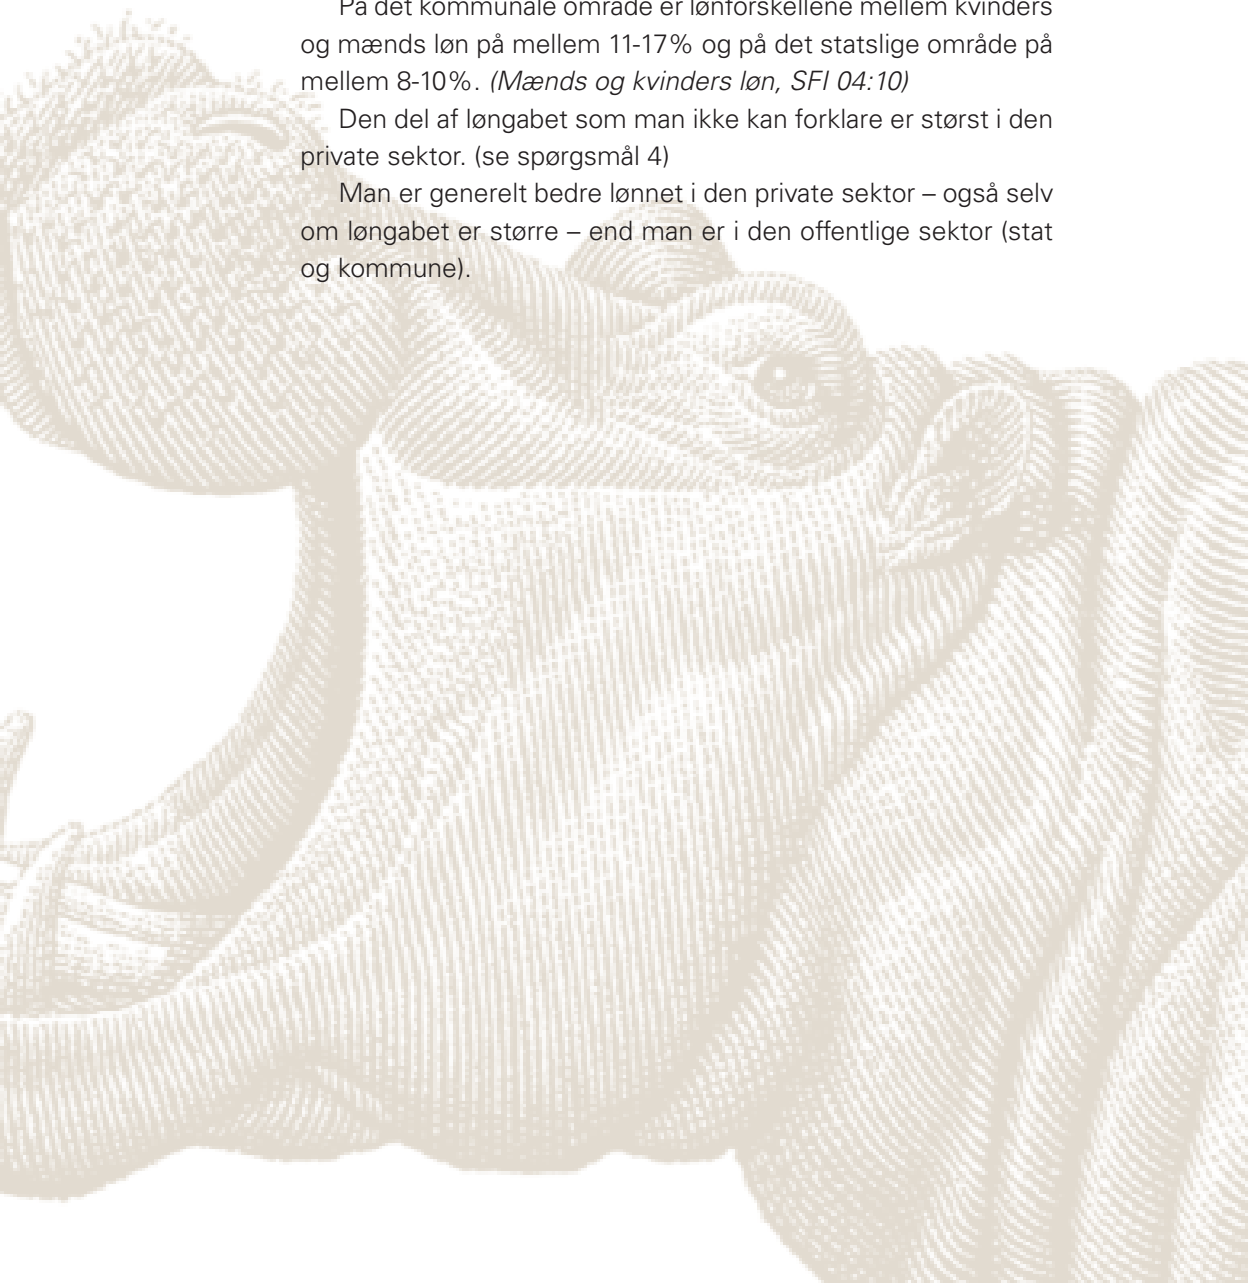 På det kommunale område er lønforskellene mellem kvinders
og mænds løn på mellem 11-17% og på det statslige område på
mellem 8-10%. (Mænds og kvinders løn, SFI 04:10)
Den del af løngabet som man ikke kan forklare er størst i den
private sektor. (se spørgsmål 4)
Man er generelt bedre lønnet i den private sektor – også selv
om løngabet er større – end man er i den offentlige sektor (stat
og kommune).